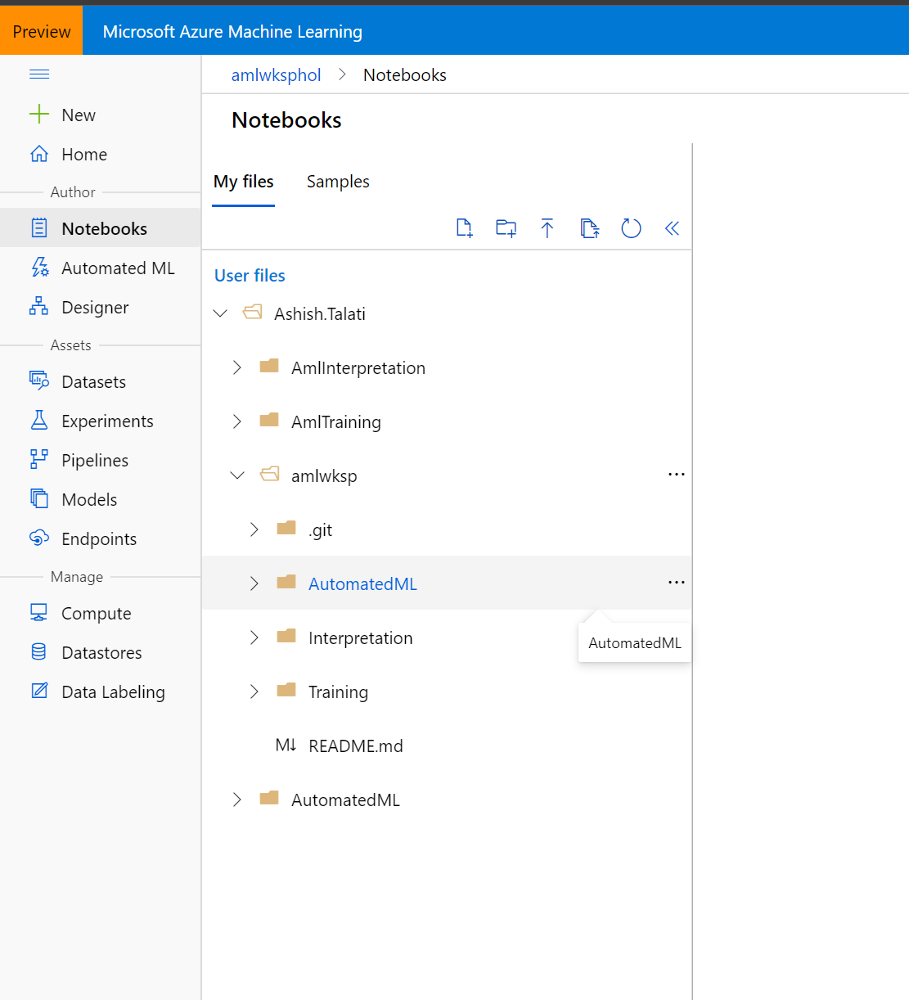 Preview
Microsoft Azure Machine Learning
New
Home
Author
Notebooks
Automated ML
Designer
Assets
Datasets
Experiments
Pipelines
Models
Endpoints
Manage
Compute
Datastores
Data Labeling
amlwksphol > Notebooks
Notebooks
My files Samples
User files
Ashish.Talati
AmlInterpretation
AmlTraining
amlwksp ...
.git
AutomatedML ...
AutomatedML
Interpretation
Training
M↓ README.md
AutomatedML